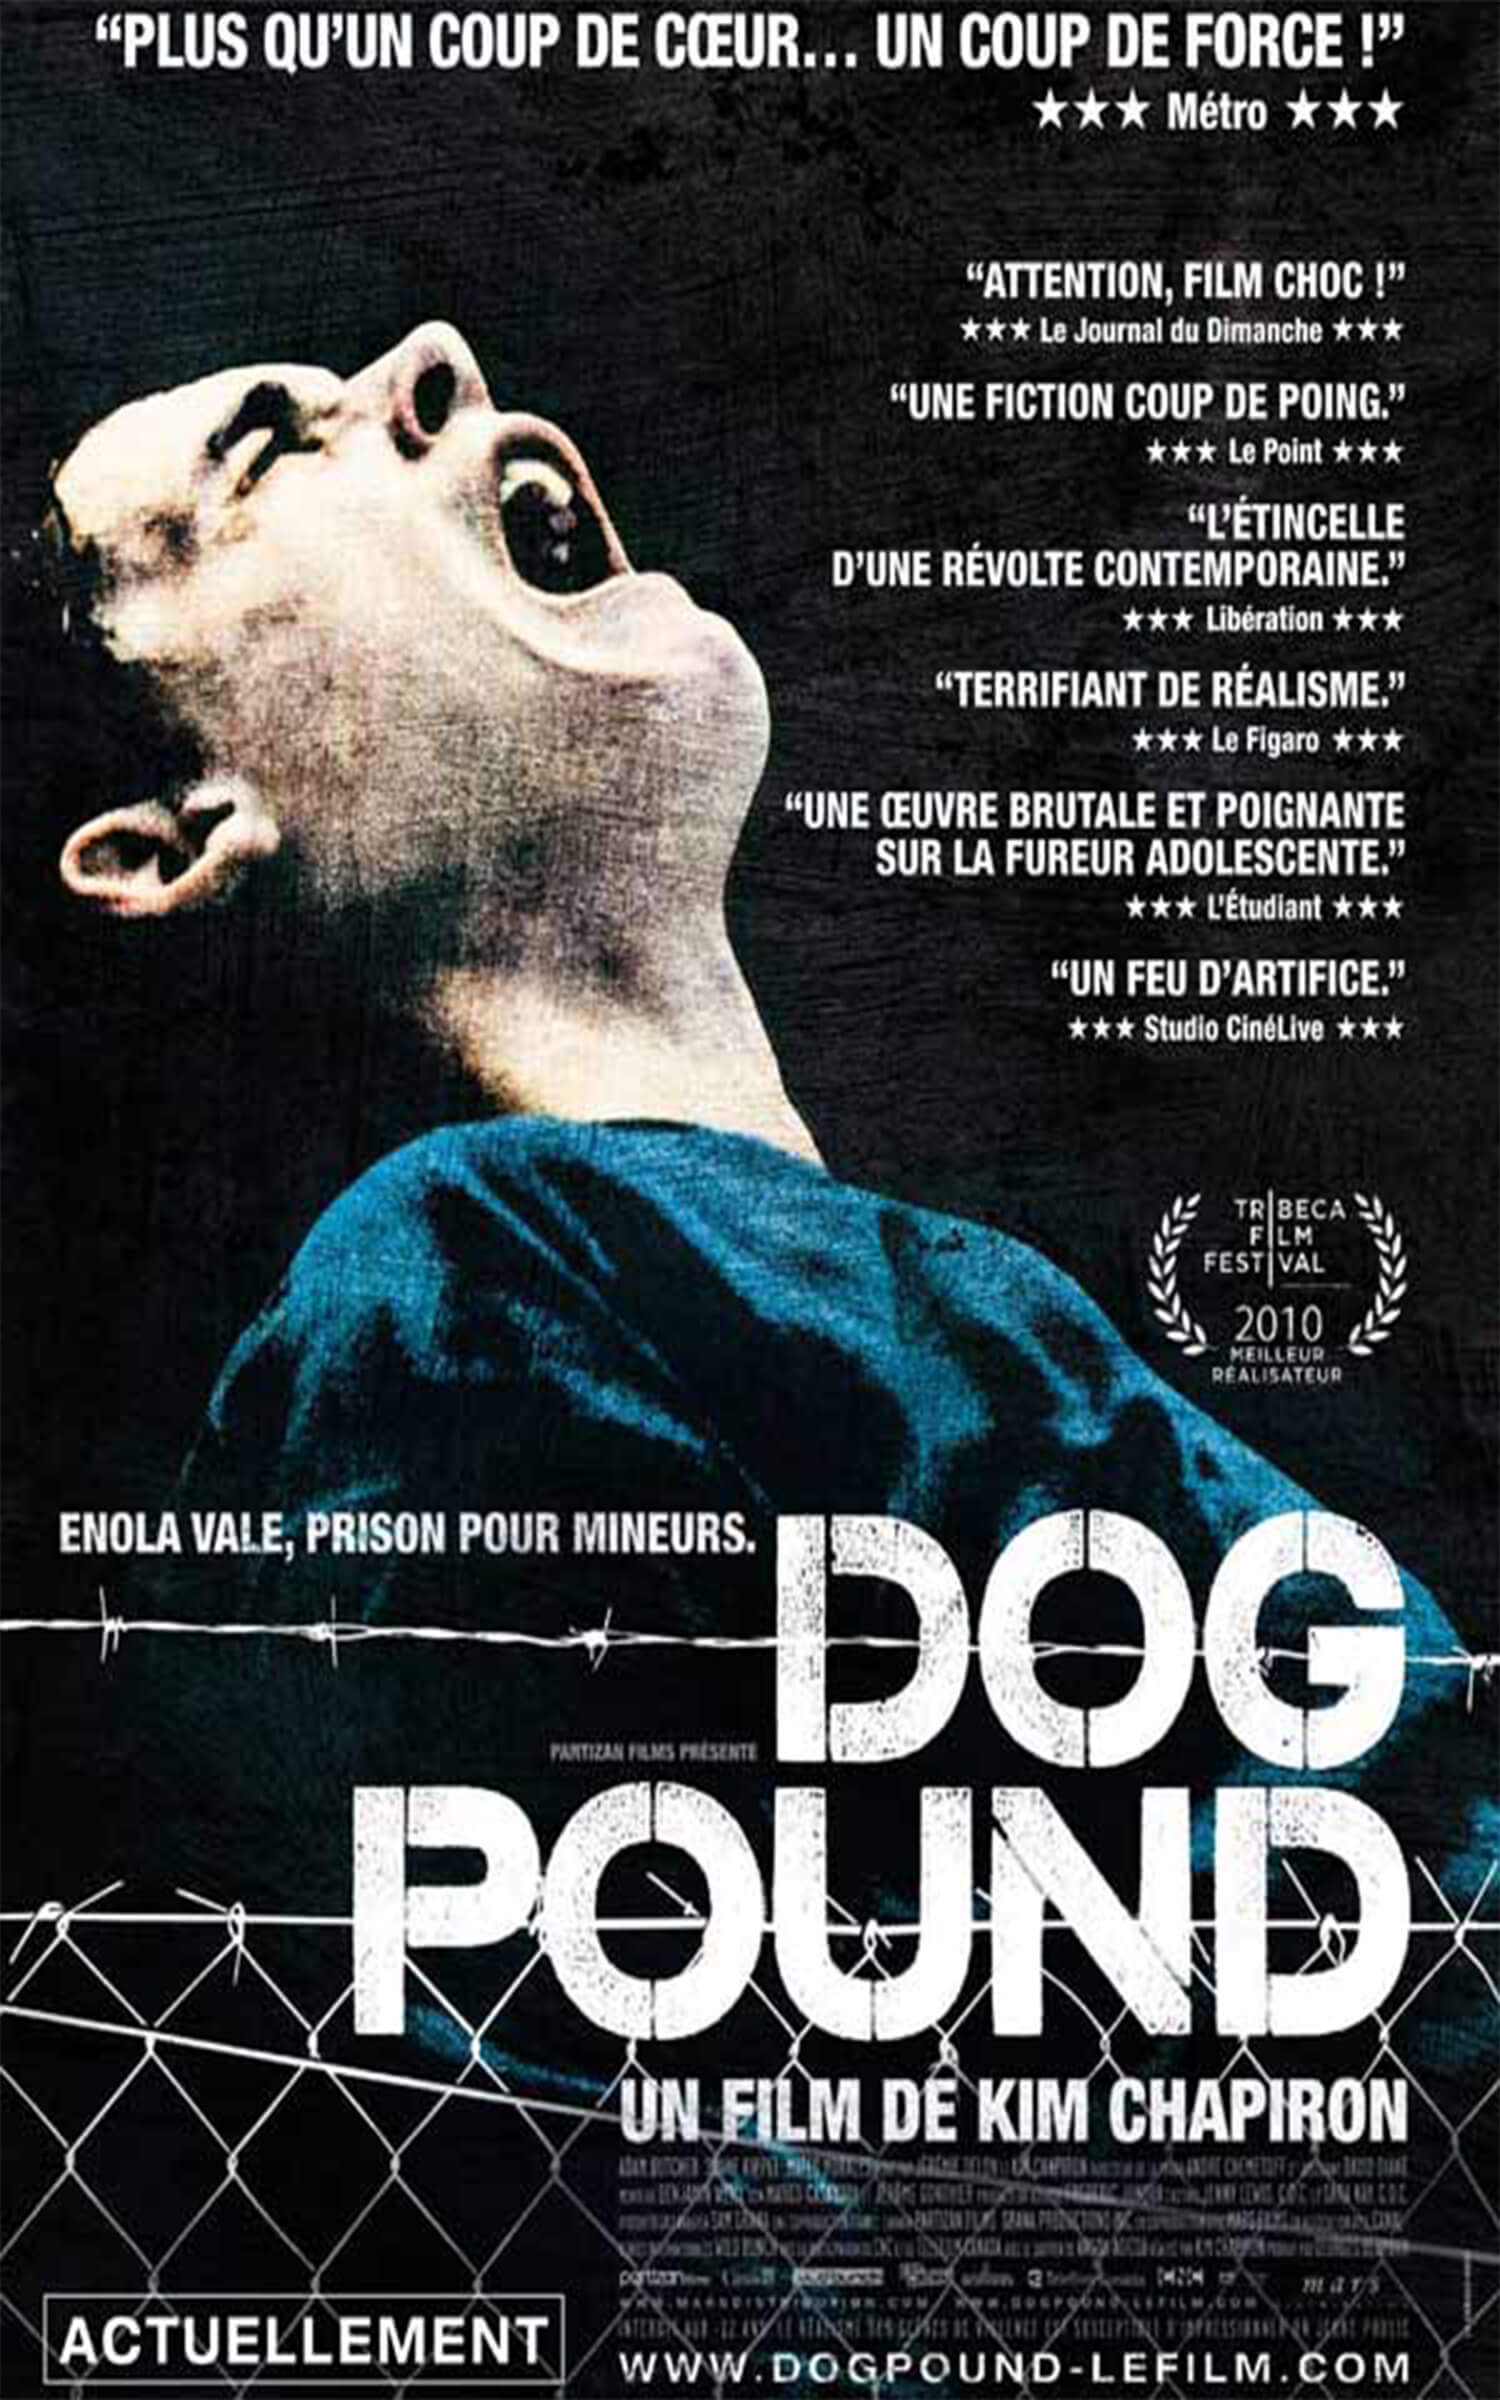 “PLUS QU’UN COUP DE CŒUR... UN COUP DE FORCE !”
★★★ Métro ★★★
“ATTENTION, FILM CHOC !”
★★★ Le Journal du Dimanche ★★★
“UNE FICTION COUP DE POING.”
★★★ Le Point ★★★
“L’ÉTINCELLE
D’UNE RÉVOLTE CONTEMPORAINE.”
★★★ Libération ★★★
“TERRIFIANT DE RÉALISME.”
★★★ Le Figaro ★★★
“UNE ŒUVRE BRUTALE ET POIGNANTE
SUR LA FUREUR ADOLESCENTE.”
★★★ L’Étudiant ★★★
“UN FEU D’ARTIFICE.”
★★★ Studio CinéLive ★★★
TRIBECA
FILM
FESTIVAL
2010
MEILLEUR
RÉALISATEUR
ENOLA VALE, PRISON POUR MINEURS.
DOG
PARTIZAN FILMS PRÉSENTE
POUND
UN FILM DE KIM CHAPIRON
mars
ACTUELLEMENT
WWW.DOGPOUND-LEFILM.COM